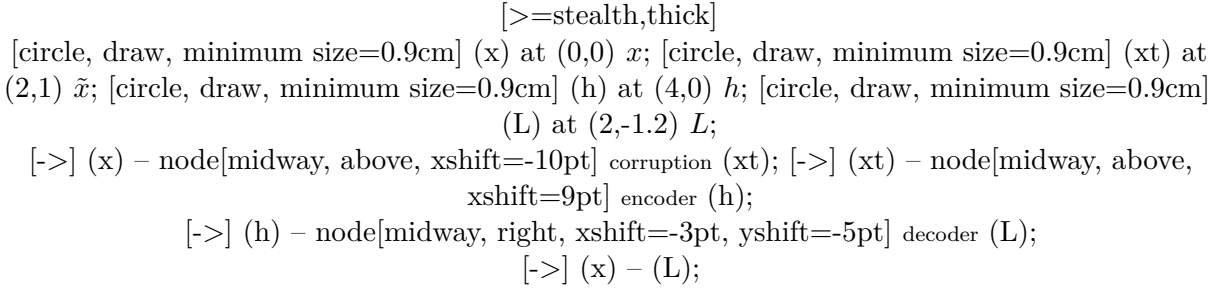 [>=stealth,thick]
[circle, draw, minimum size=0.9cm] (x) at (0,0) x; [circle, draw, minimum size=0.9cm] (xt) at
(2,1) x̃; [circle, draw, minimum size=0.9cm] (h) at (4,0) h; [circle, draw, minimum size=0.9cm]
(L) at (2,-1.2) L;
[->] (x) – node[midway, above, xshift=-10pt] corruption (xt); [->] (xt) – node[midway, above,
xshift=9pt] encoder (h);
[->] (h) – node[midway, right, xshift=-3pt, yshift=-5pt] decoder (L);
[->] (x) – (L);